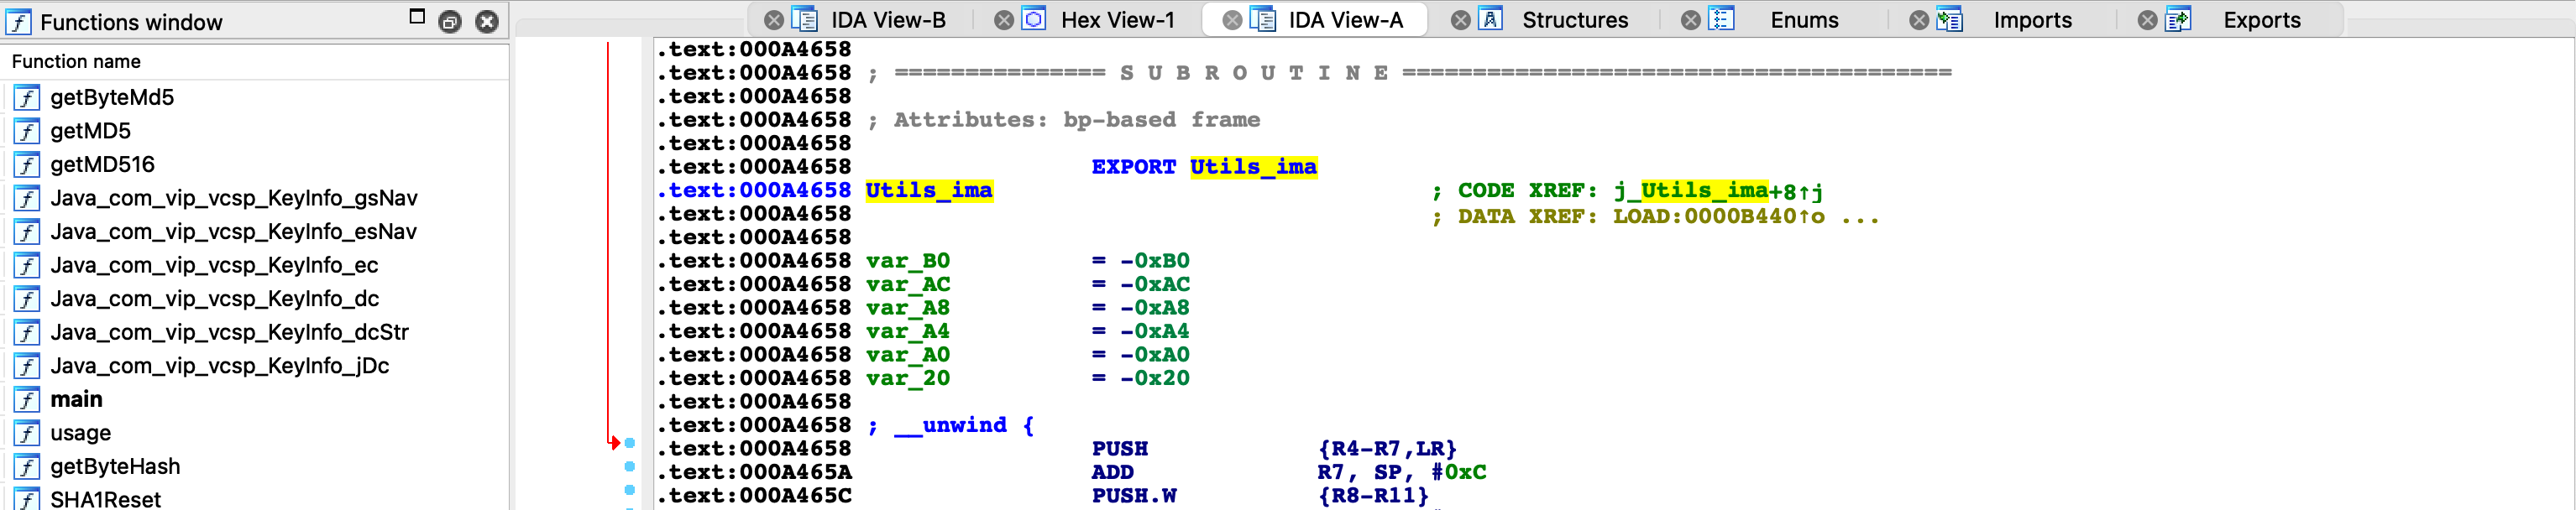 Functions window
Function name
getByteMd5
getMD5
getMD516
Java_com_vip_vcsp_KeyInfo_gsNav
Java_com_vip_vcsp_KeyInfo_esNav
Java_com_vip_vcsp_KeyInfo_ec
Java_com_vip_vcsp_KeyInfo_dc
Java_com_vip_vcsp_KeyInfo_dcStr
Java_com_vip_vcsp_KeyInfo_jDc
main
usage
getByteHash
SHA1Reset
IDA View-B Hex View-1 IDA View-A Structures Enums Imports Exports
.text:000A4658
.text:000A4658 ; =============== S U B R O U T I N E =======================================
.text:000A4658
.text:000A4658 ; Attributes: bp-based frame
.text:000A4658
.text:000A4658 EXPORT Utils_ima
.text:000A4658 Utils_ima ; CODE XREF: j_Utils_ima+8↑j
.text:000A4658 ; DATA XREF: LOAD:0000B440↑o ...
.text:000A4658
.text:000A4658 var_B0 = -0xB0
.text:000A4658 var_AC = -0xAC
.text:000A4658 var_A8 = -0xA8
.text:000A4658 var_A4 = -0xA4
.text:000A4658 var_A0 = -0xA0
.text:000A4658 var_20 = -0x20
.text:000A4658
.text:000A4658 ; __unwind {
.text:000A4658 PUSH {R4-R7,LR}
.text:000A465A ADD R7, SP, #0xC
.text:000A465C PUSH.W {R8-R11}